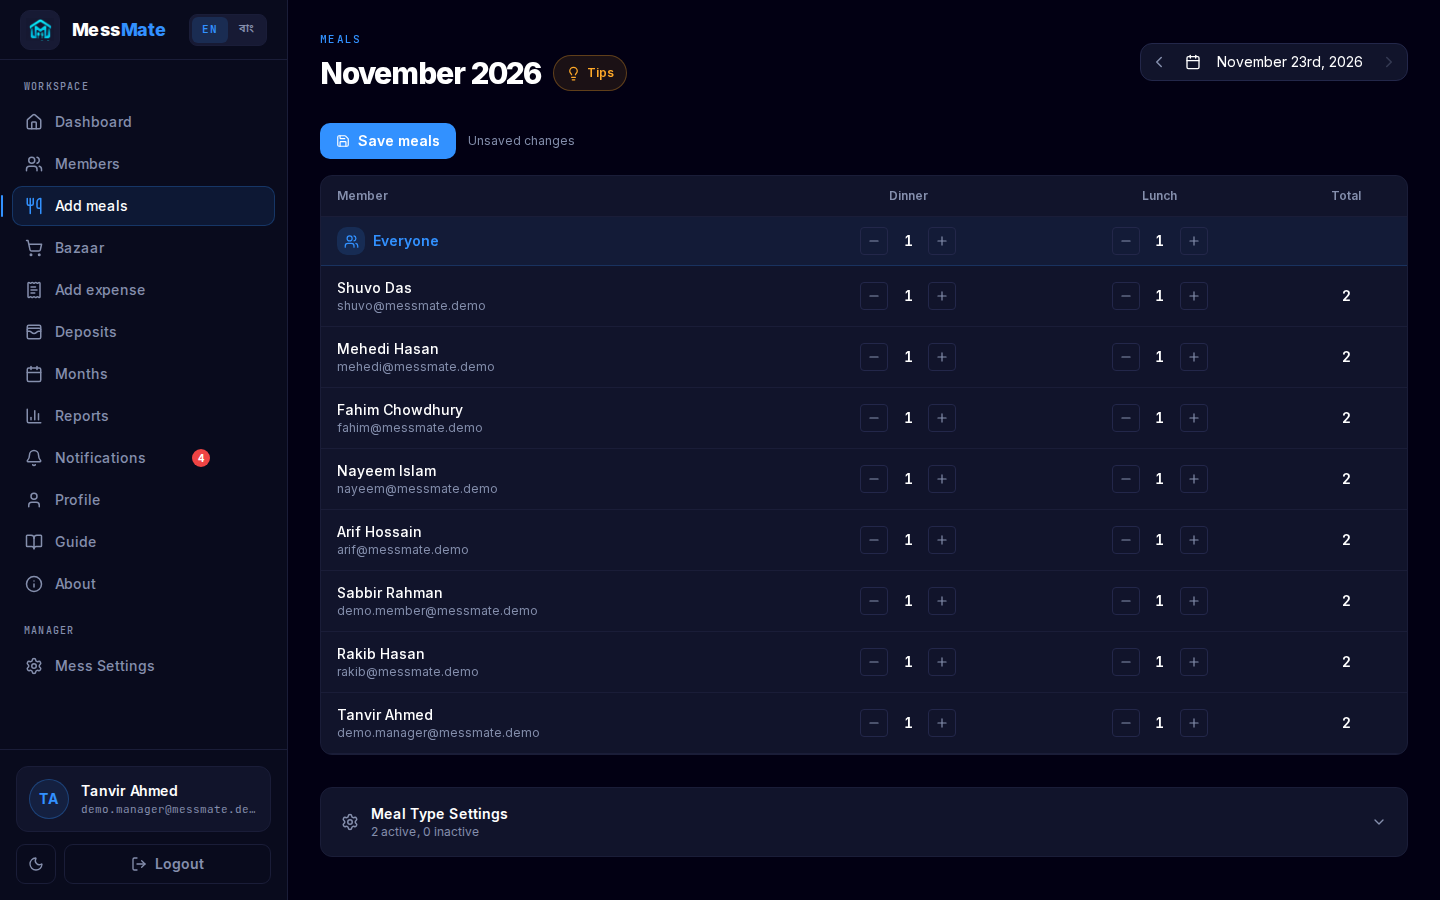 MessMate
EN
বাং
WORKSPACE
Dashboard
Members
Add meals
Bazaar
Add expense
Deposits
Months
Reports
Notifications 4
Profile
Guide
About
MANAGER
Mess Settings
TA
Tanvir Ahmed
demo.manager@messmate.de…
Logout
MEALS
November 2026
Tips
November 23rd, 2026
Save meals
Unsaved changes
Member Dinner Lunch Total
Everyone 1 1
Shuvo Das
shuvo@messmate.demo
1 1 2
Mehedi Hasan
mehedi@messmate.demo
1 1 2
Fahim Chowdhury
fahim@messmate.demo
1 1 2
Nayeem Islam
nayeem@messmate.demo
1 1 2
Arif Hossain
arif@messmate.demo
1 1 2
Sabbir Rahman
demo.member@messmate.demo
1 1 2
Rakib Hasan
rakib@messmate.demo
1 1 2
Tanvir Ahmed
demo.manager@messmate.demo
1 1 2
Meal Type Settings
2 active, 0 inactive